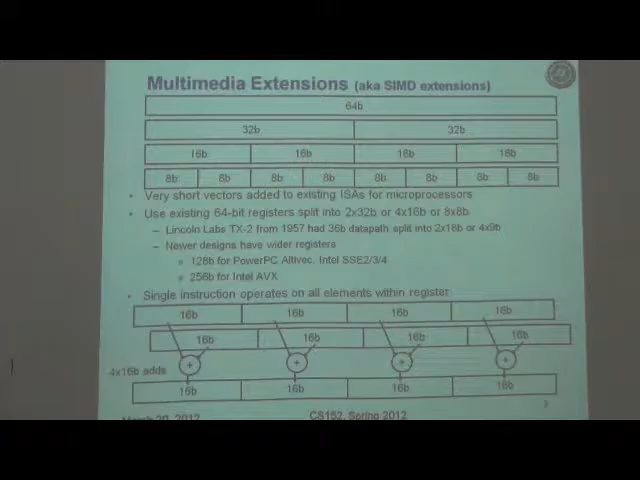 Multimedia Extensions (aka SIMD extensions)
64b
32b 32b
16b 16b 16b 16b
8b 8b 8b 8b 8b 8b 8b 8b
• Very short vectors added to existing ISAs for microprocessors
• Use existing 64-bit registers split into 2x32b or 4x16b or 8x8b
– Lincoln Labs TX-2 from 1957 had 36b datapath split into 2x18b or 4x9b
– Newer designs have wider registers
128b for PowerPC Altivec, Intel SSE2/3/4
256b for Intel AVX
• Single instruction operates on all elements within register
16b 16b 16b 16b
16b 16b 16b 16b
4x16b adds + + + +
16b 16b 16b 16b
March 20, 2012 CS152, Spring 2012 3